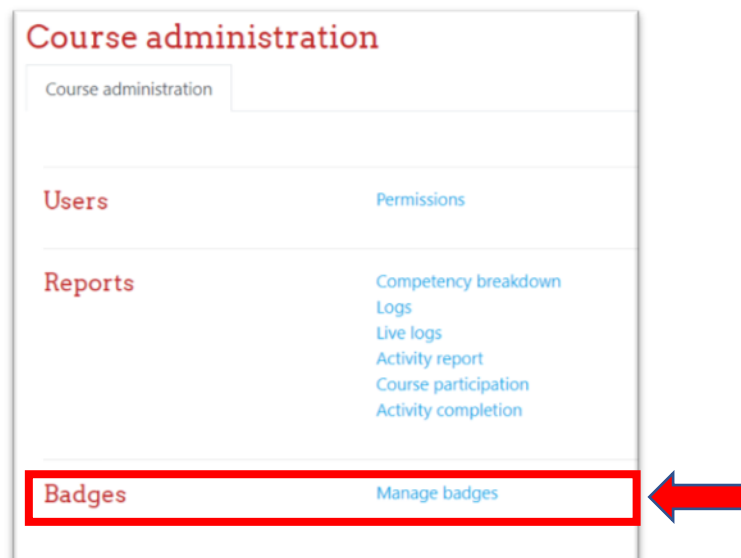 Course administration
Course administration
Users
Permissions
Reports
Competency breakdown
Logs
Live logs
Activity report
Course participation
Activity completion
Badges
Manage badges